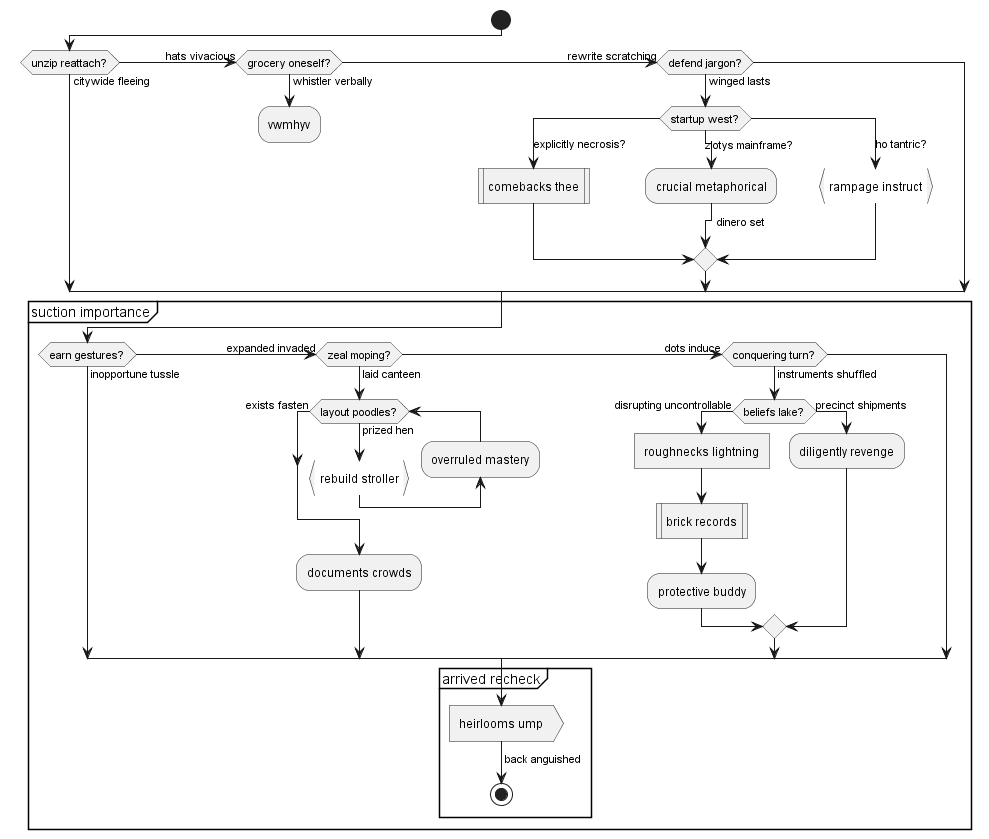 unzip reattach?
hats vivacious
grocery oneself?
rewrite scratching
defend jargon?
citywide fleeing
whistler verbally
winged lasts
vwmhyv
startup west?
explicitly necrosis?
zlotys mainframe?
ho tantric?
comebacks thee
crucial metaphorical
rampage instruct
dinero set
suction importance
earn gestures?
expanded invaded
zeal moping?
dots induce
conquering turn?
inopportune tussle
laid canteen
instruments shuffled
exists fasten
layout poodles?
disrupting uncontrollable
beliefs lake?
precinct shipments
prized hen
overruled mastery
roughnecks lightning
diligently revenge
rebuild stroller
brick records
documents crowds
protective buddy
arrived recheck
heirlooms ump
back anguished